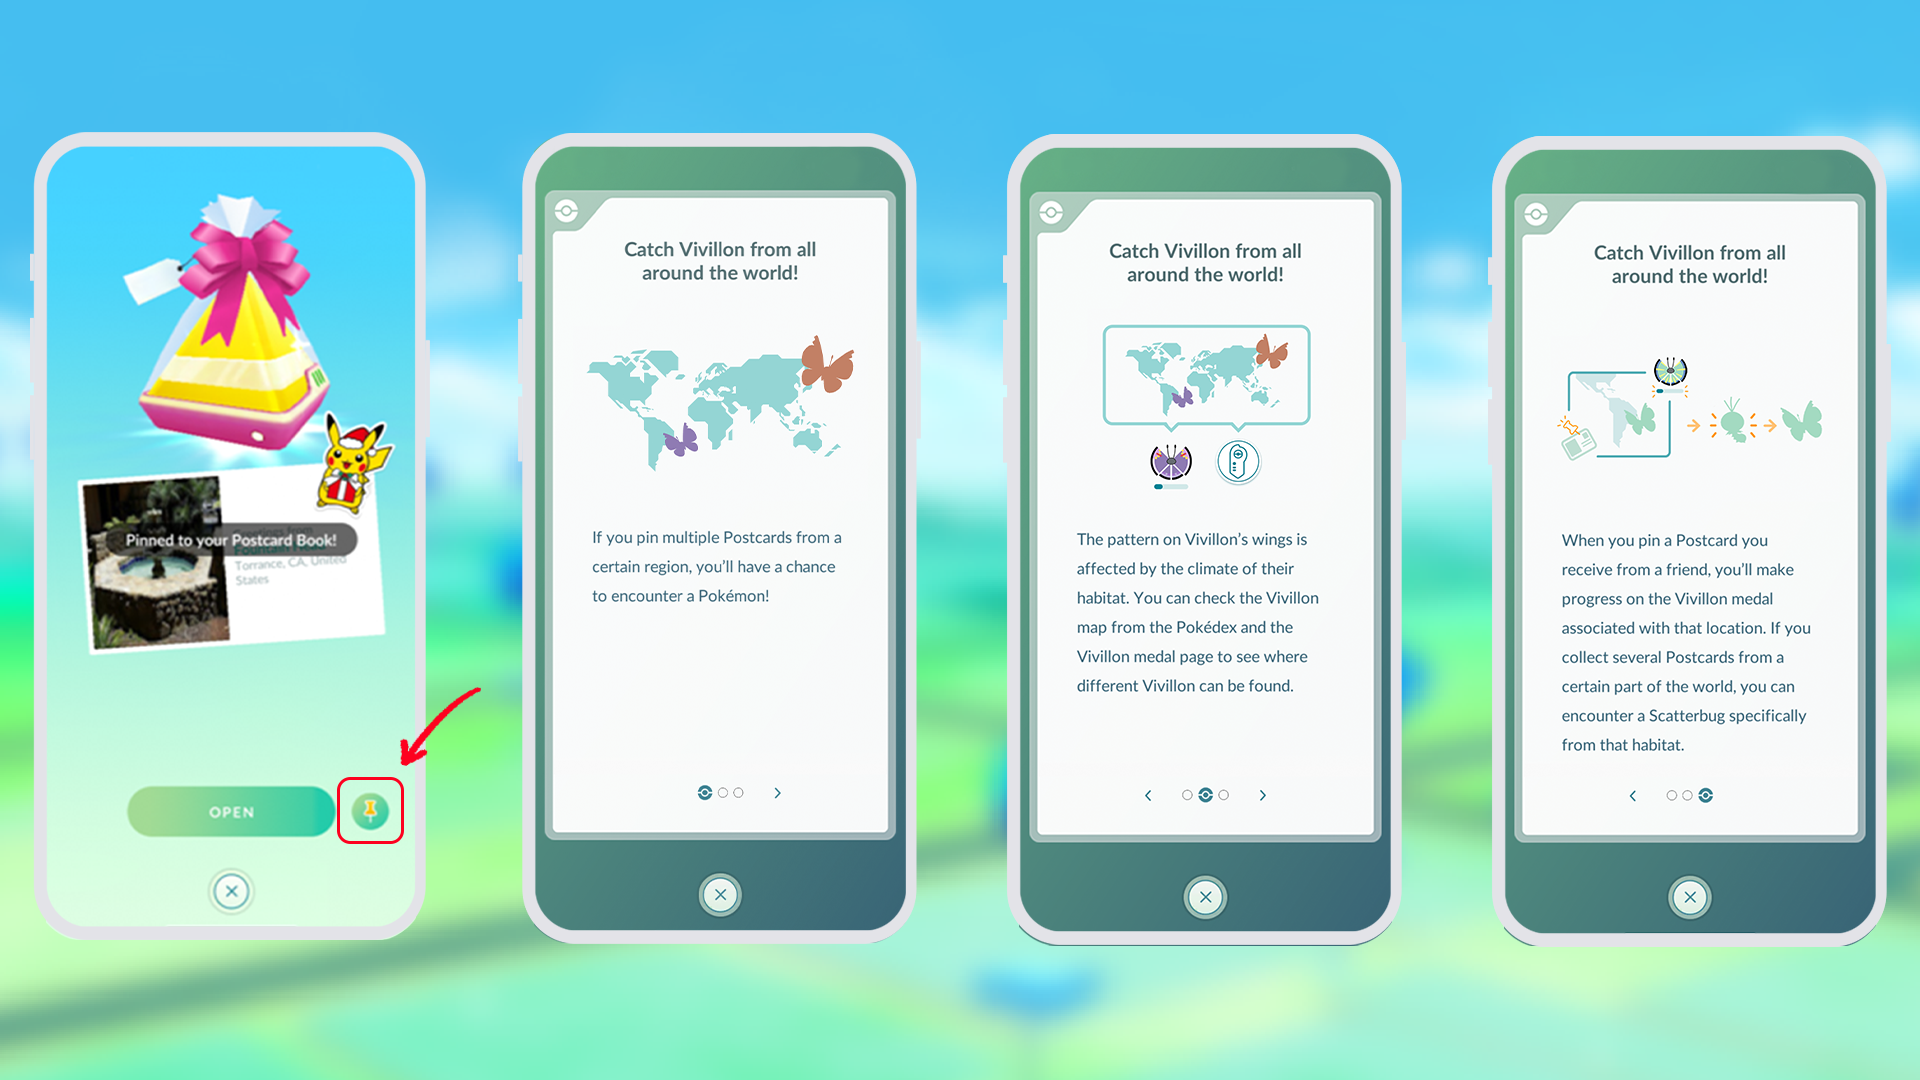 Pinned to your Postcard Book!
Torrance, CA, United
States
OPEN
Catch Vivillon from all
around the world!
If you pin multiple Postcards from a
certain region, you'll have a chance
to encounter a Pokémon!
Catch Vivillon from all
around the world!
The pattern on Vivillon's wings is
affected by the climate of their
habitat. You can check the Vivillon
map from the Pokédex and the
Vivillon medal page to see where
different Vivillon can be found.
Catch Vivillon from all
around the world!
When you pin a Postcard you
receive from a friend, you'll make
progress on the Vivillon medal
associated with that location. If you
collect several Postcards from a
certain part of the world, you can
encounter a Scatterbug specifically
from that habitat.